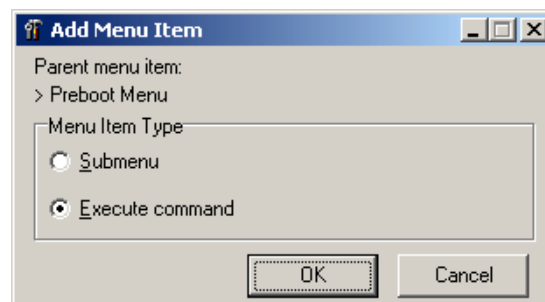 Add Menu Item
Parent menu item:
> Preboot Menu
Menu Item Type
Submenu
Execute command
OK
Cancel